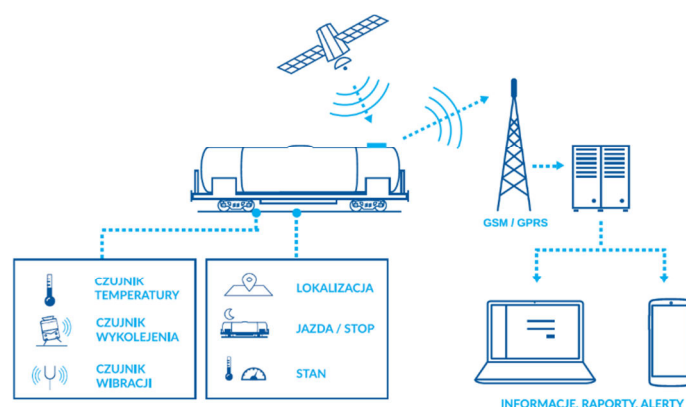 GSM / GPRS
CZUJNIK
TEMPERATURY
CZUJNIK
WYKOLEJENIA
CZUJNIK
WIBRACJI
LOKALIZACJA
JAZDA / STOP
STAN
INFORMACJE, RAPORTY, ALERTY